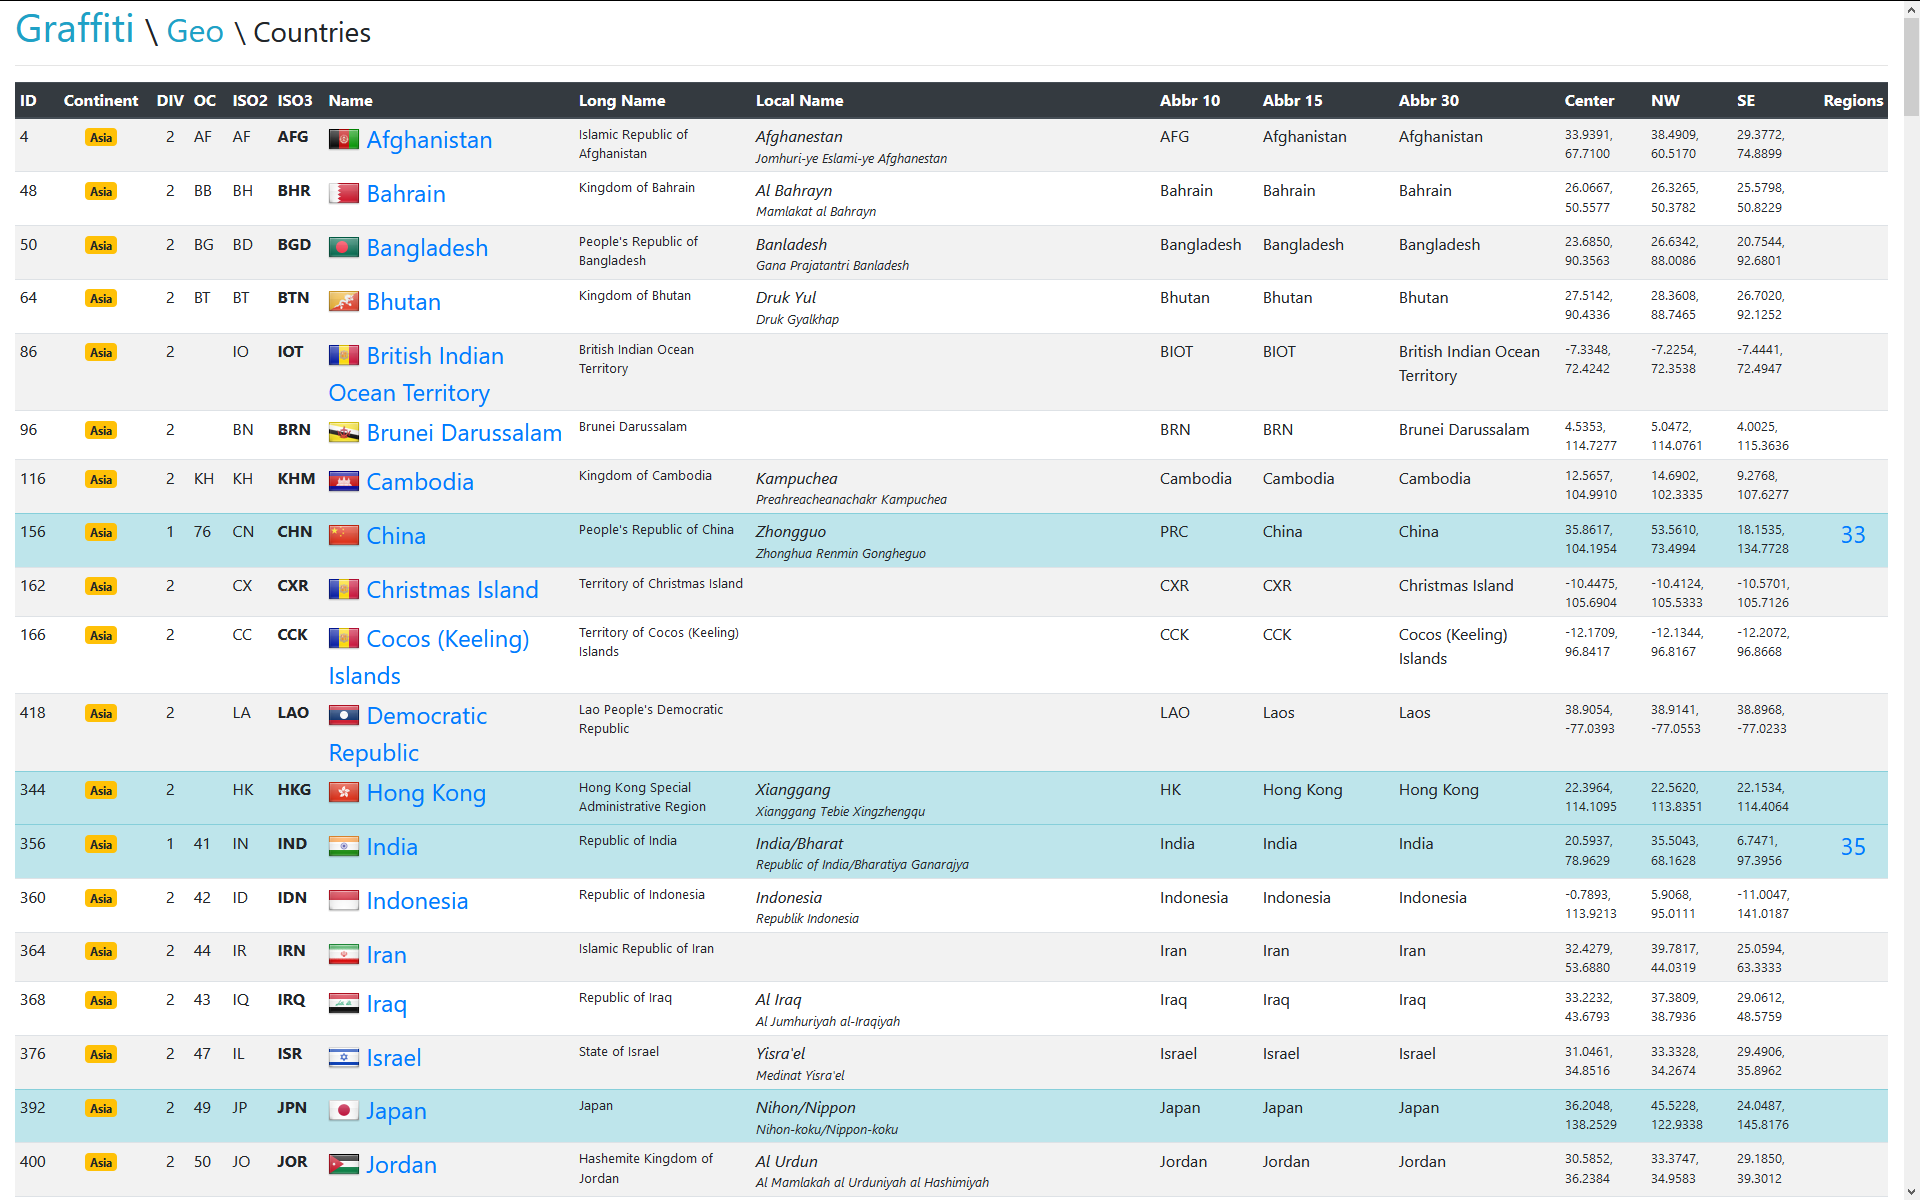 Graffiti \ Geo \ Countries
ID Continent DIV OC ISO2 ISO3 Name Long Name Local Name Abbr 10 Abbr 15 Abbr 30 Center NW SE Regions
4 Asia 2 AF AF AFG Afghanistan Islamic Republic of Afghanestan AFG Afghanistan Afghanistan 33.9391, 38.4909, 29.3772,
Afghanistan Jomhuri-ye Eslami-ye Afghanestan 67.7100 60.5170 74.8899
48 Asia 2 BB BH BHR Bahrain Kingdom of Bahrain Al Bahrayn Bahrain Bahrain Bahrain 26.0667, 26.3265, 25.5798,
Mamlakat al Bahrayn 50.5577 50.3782 50.8229
50 Asia 2 BG BD BGD Bangladesh People's Republic of Banladesh Bangladesh Bangladesh Bangladesh 23.6850, 26.6342, 20.7544,
Bangladesh Gana Prajatantri Banladesh 90.3563 88.0086 92.6801
64 Asia 2 BT BT BTN Bhutan Kingdom of Bhutan Druk Yul Bhutan Bhutan Bhutan 27.5142, 28.3608, 26.7020,
Druk Gyalkhap 90.4336 88.7465 92.1252
86 Asia 2 IO IOT British Indian British Indian Ocean BIOT BIOT British Indian Ocean -7.3348, -7.2254, -7.4441,
Ocean Territory Territory Territory 72.4242 72.3538 72.4947
96 Asia 2 BN BRN Brunei Darussalam Brunei Darussalam BRN BRN Brunei Darussalam 4.5353, 5.0472, 4.0025,
114.7277 114.0761 115.3636
116 Asia 2 KH KH KHM Cambodia Kingdom of Cambodia Kampuchea Cambodia Cambodia Cambodia 12.5657, 14.6902, 9.2768,
Preahreacheanachakr Kampuchea 104.9910 102.3335 107.6277
156 Asia 1 76 CN CHN China People's Republic of China Zhongguo PRC China China 35.8617, 53.5610, 18.1535, 33
Zhonghua Renmin Gongheguo 104.1954 73.4994 134.7728
162 Asia 2 CX CXR Christmas Island Territory of Christmas Island CXR CXR Christmas Island -10.4475, -10.4124, -10.5701,
105.6904 105.5333 105.7126
166 Asia 2 CC CCK Cocos (Keeling) Territory of Cocos (Keeling) CCK CCK Cocos (Keeling) -12.1709, -12.1344, -12.2072,
Islands Islands Islands 96.8417 96.8167 96.8668
418 Asia 2 LA LAO Democratic Lao People's Democratic LAO Laos Laos 38.9054, 38.9141, 38.8968,
Republic Republic -77.0393 -77.0553 -77.0233
344 Asia 2 HK HKG Hong Kong Hong Kong Special Xianggang HK Hong Kong Hong Kong 22.3964, 22.5620, 22.1534,
Administrative Region Xianggang Tebie Xingzhengqu 114.1095 113.8351 114.4064
356 Asia 1 41 IN IND India Republic of India India/Bharat India India India 20.5937, 35.5043, 6.7471, 35
Republic of India/Bharatiya Ganarajya 78.9629 68.1628 97.3956
360 Asia 2 42 ID IDN Indonesia Republic of Indonesia Indonesia Indonesia Indonesia Indonesia -0.7893, 5.9068, -11.0047,
Republik Indonesia 113.9213 95.0111 141.0187
364 Asia 2 44 IR IRN Iran Islamic Republic of Iran Iran Iran Iran 32.4279, 39.7817, 25.0594,
53.6880 44.0319 63.3333
368 Asia 2 43 IQ IRQ Iraq Republic of Iraq Al Iraq Iraq Iraq Iraq 33.2232, 37.3809, 29.0612,
Al Jumhuriyah al-Iraqiyah 43.6793 38.7936 48.5759
376 Asia 2 47 IL ISR Israel State of Israel Yisra'el Israel Israel Israel 31.0461, 33.3328, 29.4906,
Medinat Yisra'el 34.8516 34.2674 35.8962
392 Asia 2 49 JP JPN Japan Japan Nihon/Nippon Japan Japan Japan 36.2048, 45.5228, 24.0487,
Nihon-koku/Nippon-koku 138.2529 122.9338 145.8176
400 Asia 2 50 JO JOR Jordan Hashemite Kingdom of Al Urdun Jordan Jordan Jordan 30.5852, 33.3747, 29.1850,
Jordan Al Mamlakah al Urduniyah al Hashimiyah 36.2384 34.9583 39.3012